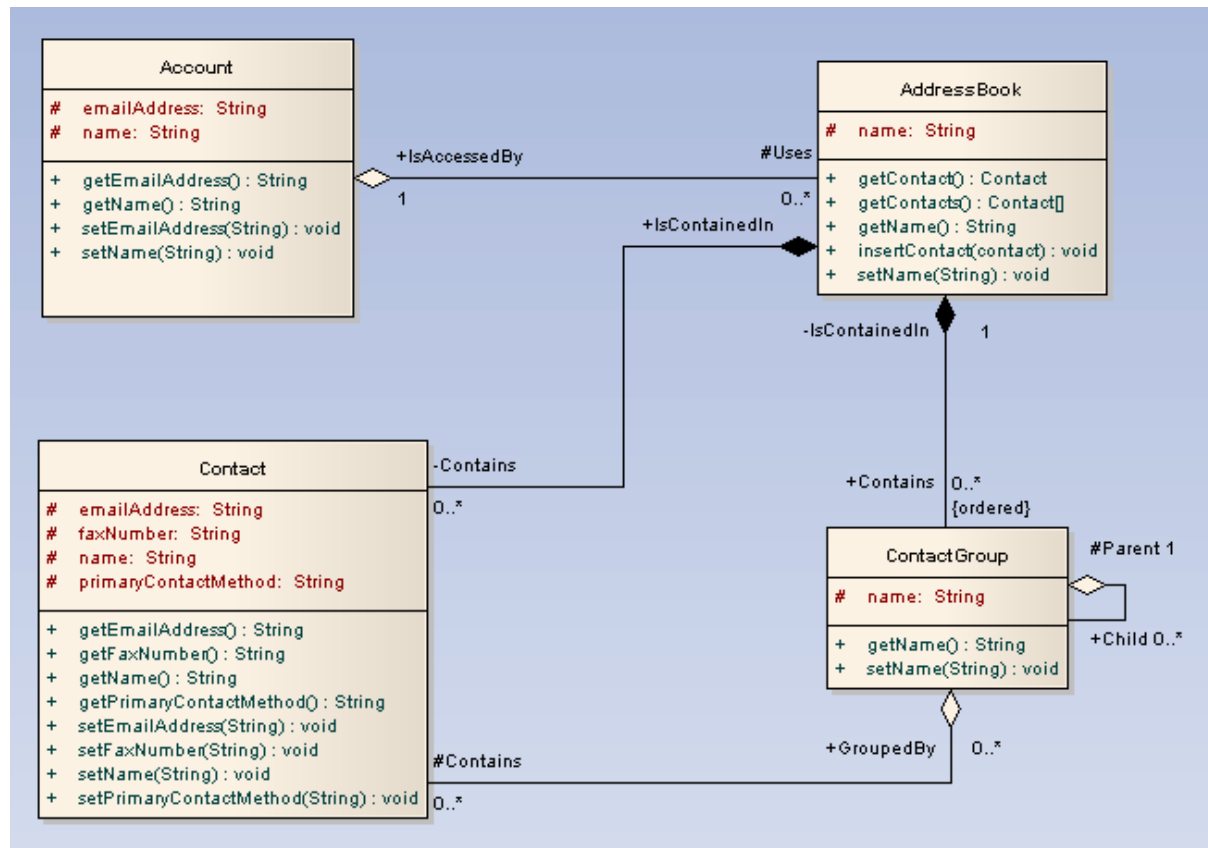 Account
# emailAddress: String
# name: String
+ getEmailAddress() : String
+ getName() : String
+ setEmailAddress(String) : void
+ setName(String) : void
+IsAccessedBy
1
#Uses
0..*
AddressBook
# name: String
+ getContact() : Contact
+ getContacts() : Contact[]
+ getName() : String
+ insertContact(contact) : void
+ setName(String) : void
+IsContainedIn
-IsContainedIn
1
-Contains
0..*
+Contains
0..*
{ordered}
Contact
# emailAddress: String
# faxNumber: String
# name: String
# primaryContactMethod: String
+ getEmailAddress() : String
+ getFaxNumber() : String
+ getName() : String
+ getPrimaryContactMethod() : String
+ setEmailAddress(String) : void
+ setFaxNumber(String) : void
+ setName(String) : void
+ setPrimaryContactMethod(String) : void
ContactGroup
# name: String
+ getName() : String
+ setName(String) : void
#Parent 1
+Child 0..*
+GroupedBy
0..*
#Contains
0..*